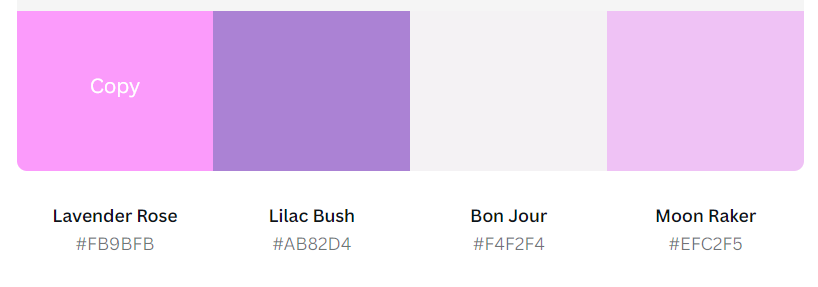 Copy
Lavender Rose Lilac Bush Bon Jour Moon Raker
#FB9BFB #AB82D4 #F4F2F4 #EFC2F5